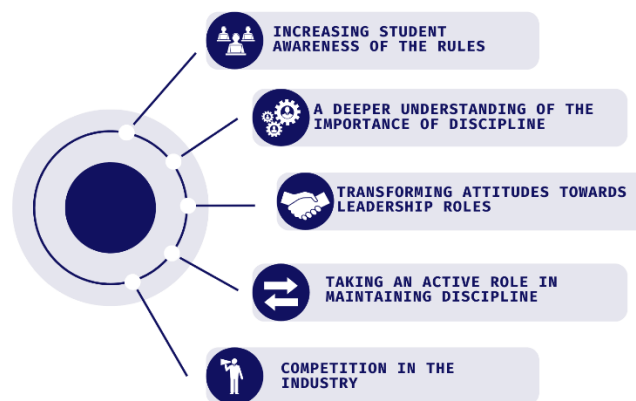 INCREASING STUDENT
AWARENESS OF THE RULES
A DEEPER UNDERSTANDING OF THE
IMPORTANCE OF DISCIPLINE
TRANSFORMING ATTITUDES TOWARDS
LEADERSHIP ROLES
TAKING AN ACTIVE ROLE IN
MAINTAINING DISCIPLINE
COMPETITION IN THE
INDUSTRY